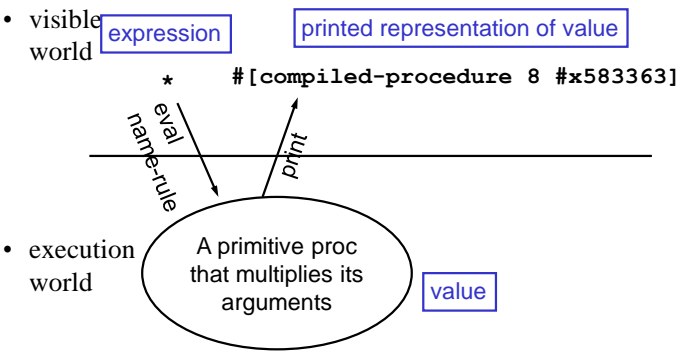 • visible
world
expression
printed representation of value
*
#[compiled-procedure 8 #x583363]
eval
name-rule
print
• execution
world
A primitive proc
that multiplies its
arguments
value